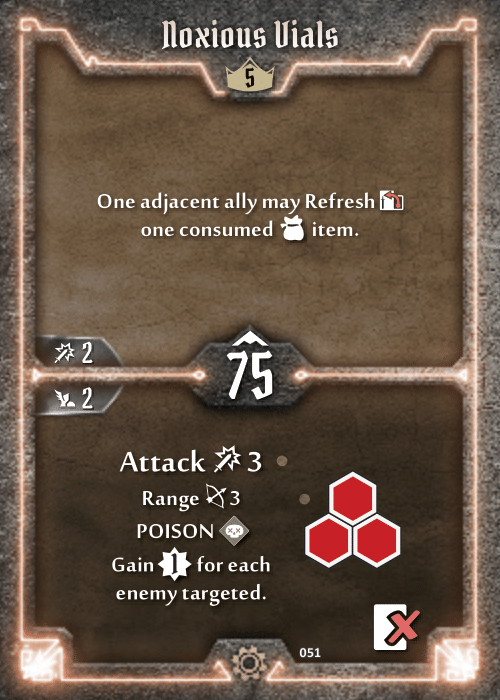 Noxious Vials
5
One adjacent ally may Refresh
one consumed item.
2
75
2
Attack 3
Range 3
POISON
Gain 1 for each
enemy targeted.
051